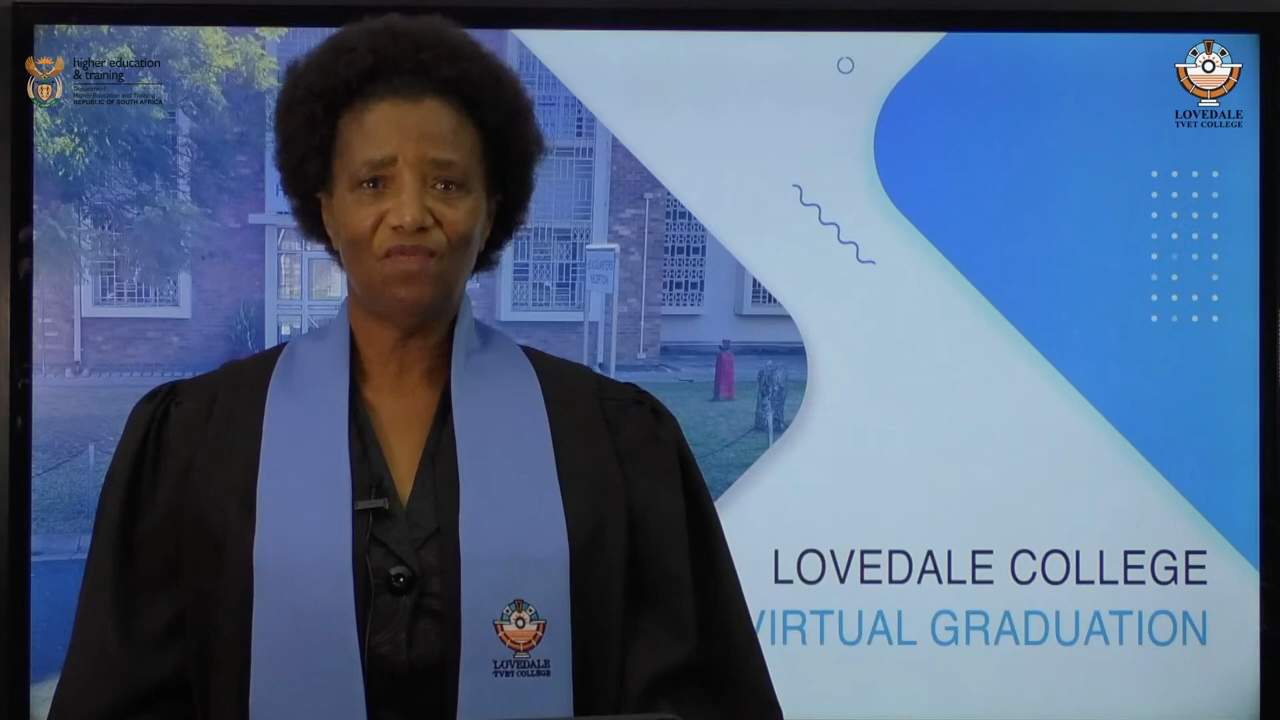 higher education
& training
Department:
Higher Education and Training
REPUBLIC OF SOUTH AFRICA
LOVEDALE
TVET COLLEGE
RECEPTION
LOVEDALE COLLEGE
VIRTUAL GRADUATION
LOVEDALE
TVET COLLEGE